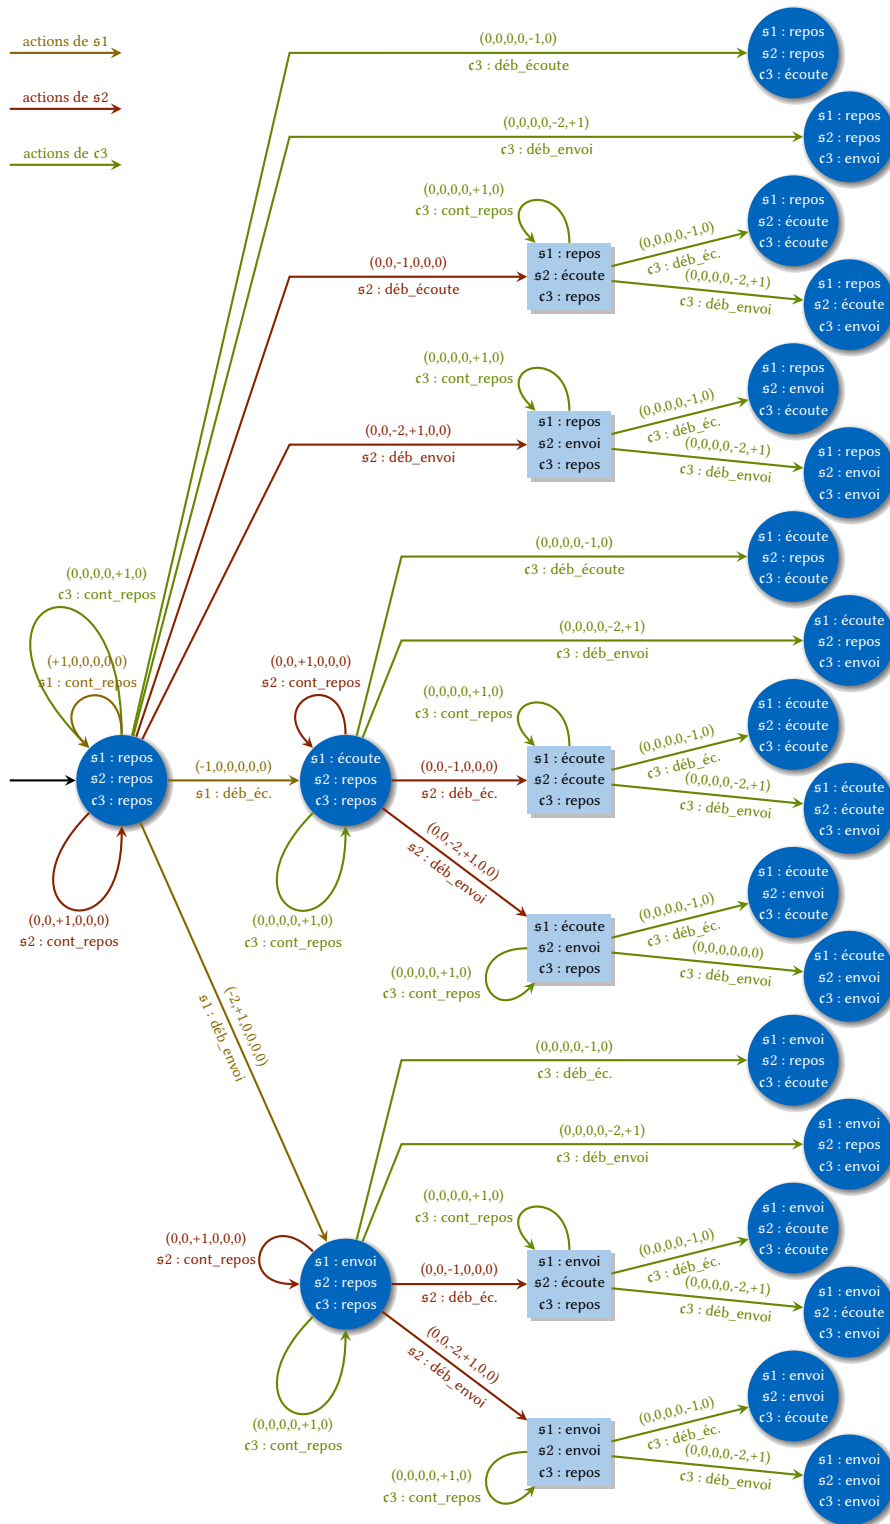 actions de s1
actions de s2
actions de c3
(0,0,0,0,-1,0)
c3 : déb_écoute
s1 : repos
s2 : repos
c3 : écoute
(0,0,0,0,-2,+1)
c3 : déb_envoi
s1 : repos
s2 : repos
c3 : envoi
(0,0,0,0,+1,0)
c3 : cont_repos
(0,0,-1,0,0,0)
s2 : déb_écoute
s1 : repos
s2 : écoute
c3 : repos
(0,0,0,0,-1,0)
c3 : déb_éc.
s1 : repos
s2 : écoute
c3 : écoute
(0,0,0,0,-2,+1)
c3 : déb_envoi
s1 : repos
s2 : écoute
c3 : envoi
(0,0,0,0,+1,0)
c3 : cont_repos
(0,0,-2,+1,0,0)
s2 : déb_envoi
s1 : repos
s2 : envoi
c3 : repos
(0,0,0,0,-1,0)
c3 : déb_éc.
s1 : repos
s2 : envoi
c3 : écoute
(0,0,0,0,-2,+1)
c3 : déb_envoi
s1 : repos
s2 : envoi
c3 : envoi
(0,0,0,0,-1,0)
c3 : déb_écoute
s1 : écoute
s2 : repos
c3 : écoute
(0,0,0,0,-2,+1)
c3 : déb_envoi
s1 : écoute
s2 : repos
c3 : envoi
(0,0,0,0,+1,0)
c3 : cont_repos
(+1,0,0,0,0,0)
s1 : cont_repos
s1 : repos
s2 : repos
c3 : repos
(0,0,+1,0,0,0)
s2 : cont_repos
(-1,0,0,0,0,0)
s1 : déb_éc.
(0,0,+1,0,0,0)
s2 : cont_repos
s1 : écoute
s2 : repos
c3 : repos
(0,0,0,0,+1,0)
c3 : cont_repos
(0,0,-1,0,0,0)
s2 : déb_éc.
(0,0,0,0,+1,0)
c3 : cont_repos
s1 : écoute
s2 : écoute
c3 : repos
(0,0,0,0,-1,0)
c3 : déb_éc.
s1 : écoute
s2 : écoute
c3 : écoute
(0,0,0,0,-2,+1)
c3 : déb_envoi
s1 : écoute
s2 : écoute
c3 : envoi
(0,0,-2,+1,0,0)
s2 : déb_envoi
s1 : écoute
s2 : envoi
c3 : repos
(0,0,0,0,+1,0)
c3 : cont_repos
(0,0,0,0,-1,0)
c3 : déb_éc.
s1 : écoute
s2 : envoi
c3 : écoute
(0,0,0,0,0,0)
c3 : déb_envoi
s1 : écoute
s2 : envoi
c3 : envoi
(-2,+1,0,0,0,0)
s1 : déb_envoi
(0,0,0,0,-1,0)
c3 : déb_éc.
s1 : envoi
s2 : repos
c3 : écoute
(0,0,0,0,-2,+1)
c3 : déb_envoi
s1 : envoi
s2 : repos
c3 : envoi
(0,0,+1,0,0,0)
s2 : cont_repos
s1 : envoi
s2 : repos
c3 : repos
(0,0,0,0,+1,0)
c3 : cont_repos
(0,0,-1,0,0,0)
s2 : déb_éc.
(0,0,0,0,+1,0)
c3 : cont_repos
s1 : envoi
s2 : écoute
c3 : repos
(0,0,0,0,-1,0)
c3 : déb_éc.
s1 : envoi
s2 : écoute
c3 : écoute
(0,0,0,0,-2,+1)
c3 : déb_envoi
s1 : envoi
s2 : écoute
c3 : envoi
(0,0,-2,+1,0,0)
s2 : déb_envoi
s1 : envoi
s2 : envoi
c3 : repos
(0,0,0,0,+1,0)
c3 : cont_repos
(0,0,0,0,-1,0)
c3 : déb_éc.
s1 : envoi
s2 : envoi
c3 : écoute
(0,0,0,0,-2,+1)
c3 : déb_envoi
s1 : envoi
s2 : envoi
c3 : envoi